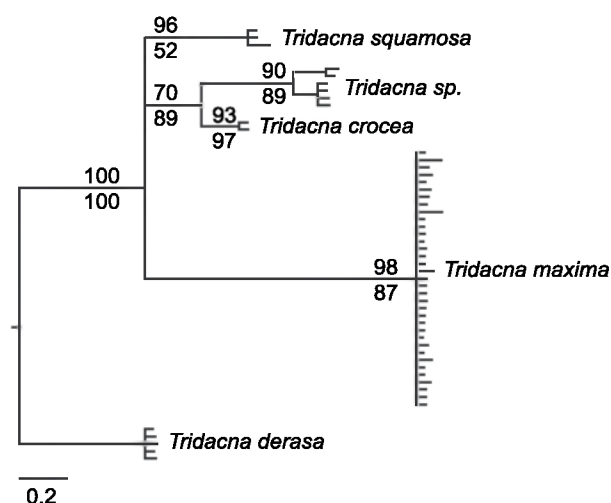 96
52
Tridacna squamosa
90
89
Tridacna sp.
70
89
93
97
Tridacna crocea
100
100
98
87
Tridacna maxima
Tridacna derasa
0.2